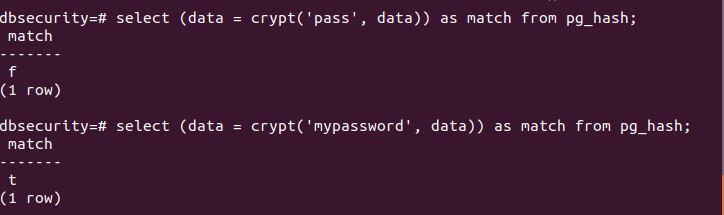 dbsecurity=# select (data = crypt('pass', data)) as match from pg_hash;
 match
-------
 f
(1 row)

dbsecurity=# select (data = crypt('mypassword', data)) as match from pg_hash;
 match
-------
 t
(1 row)